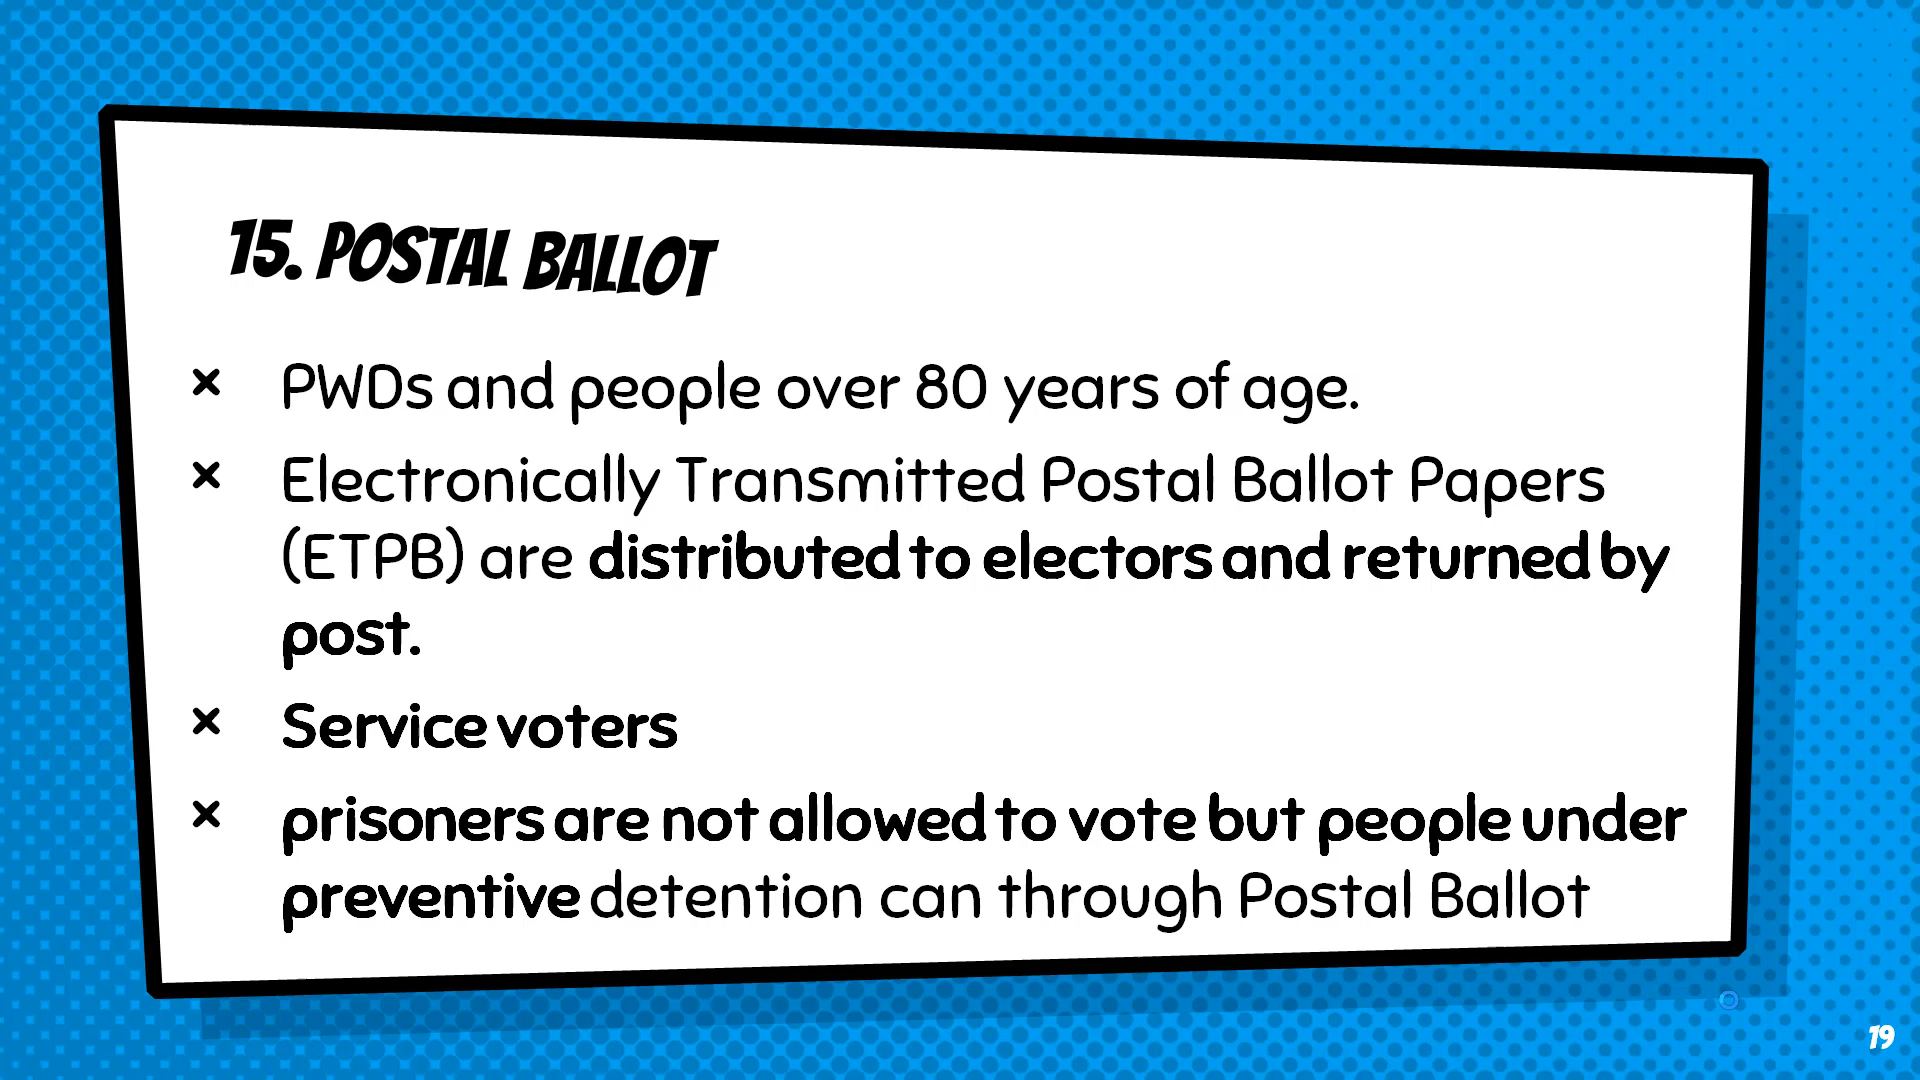 15. POSTAL BALLOT
× PWDs and people over 80 years of age.
× Electronically Transmitted Postal Ballot Papers
(ETPB) are distributed to electors and returned by
post.
× Service voters
× prisoners are not allowed to vote but people under
preventive detention can through Postal Ballot
19